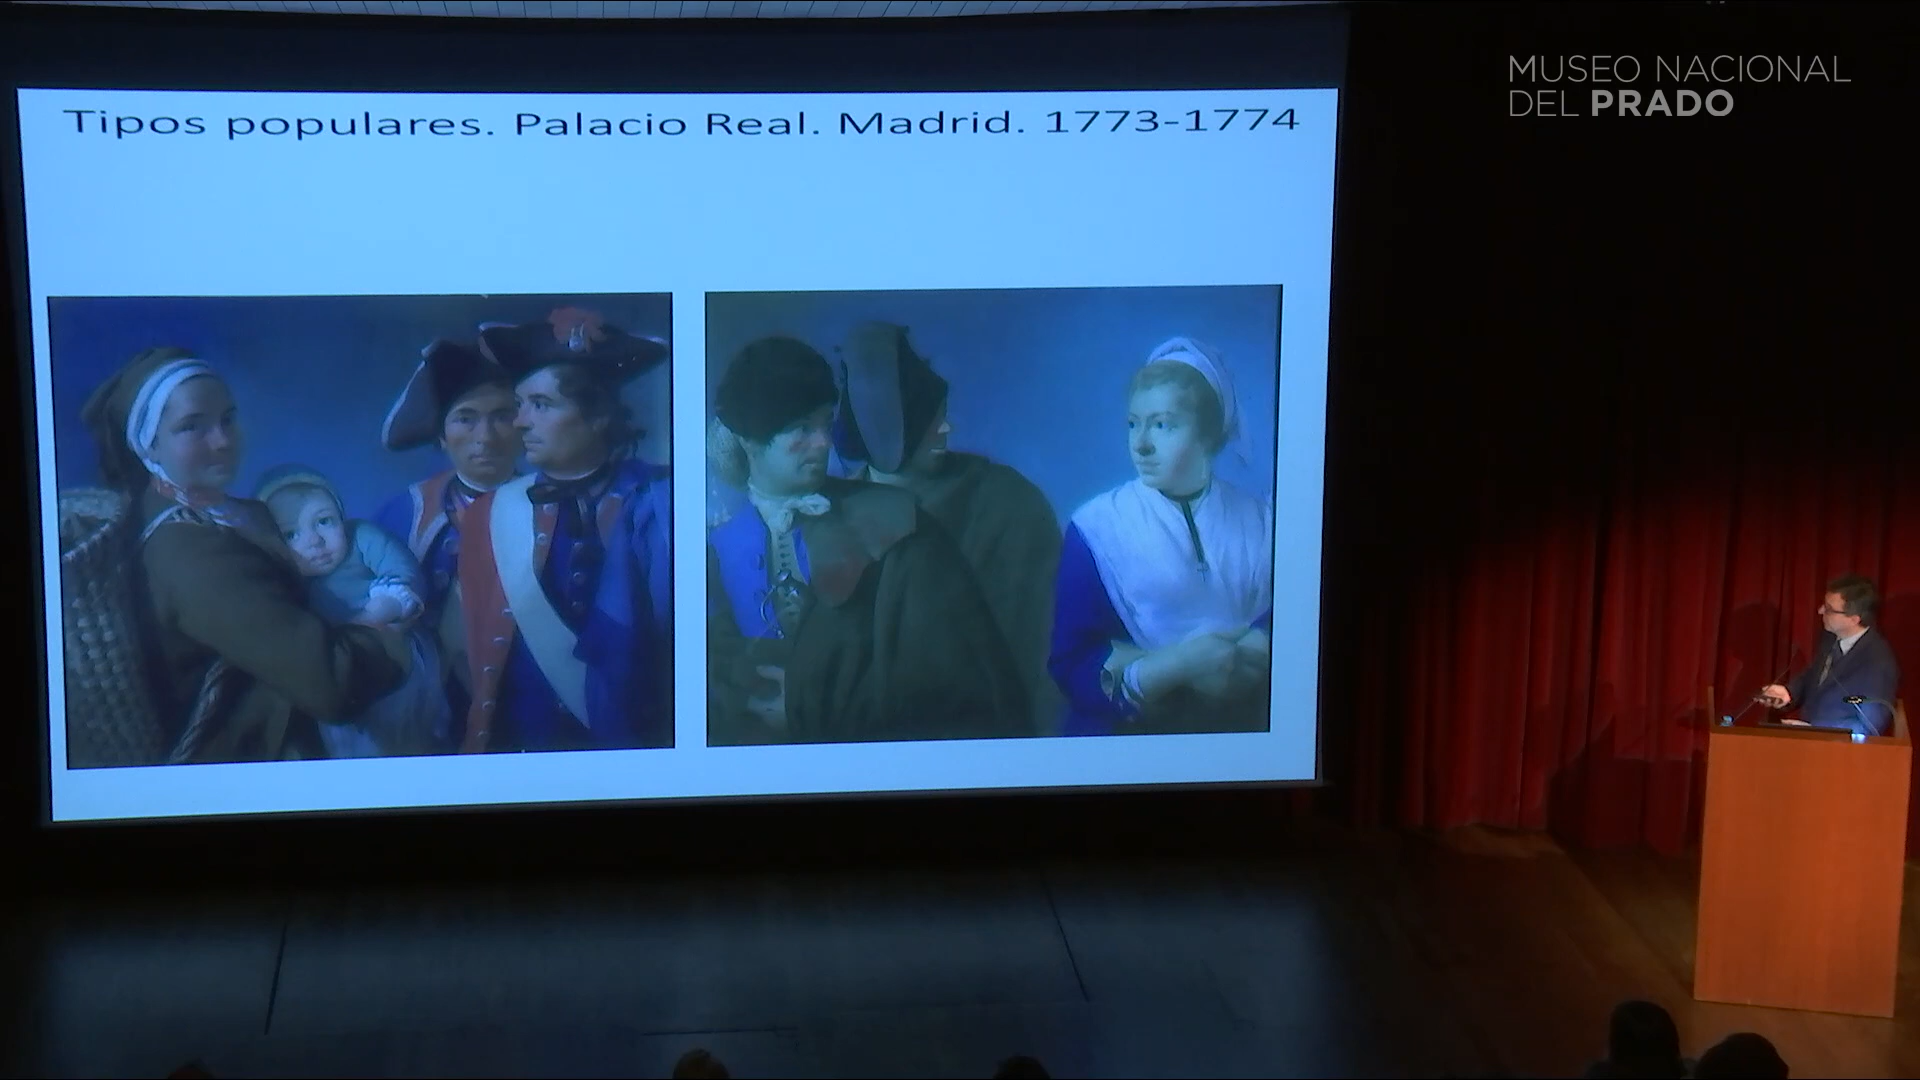 Tipos populares. Palacio Real. Madrid. 1773-1774
MUSEO NACIONAL
DEL PRADO